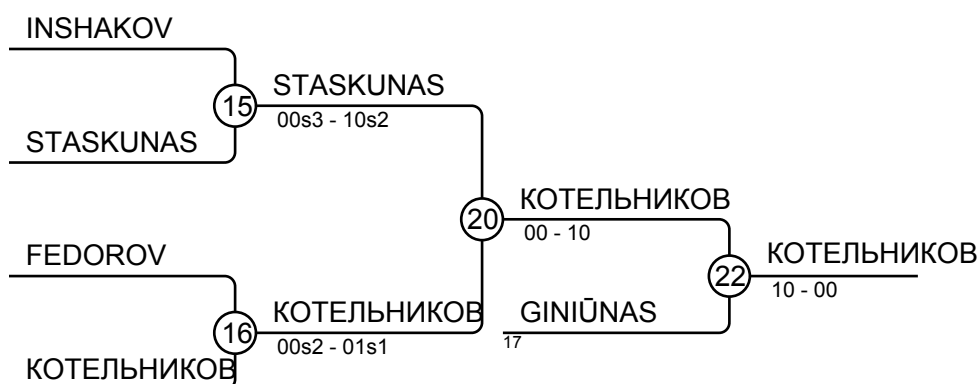 INSHAKOV
STASKUNAS
15
00s3 - 10s2
STASKUNAS
КОТЕЛЬНИКОВ
20
00 - 10
FEDOROV
КОТЕЛЬНИКОВ
22
10 - 00
КОТЕЛЬНИКОВ
16
00s2 - 01s1
GINIŪNAS
17
КОТЕЛЬНИКОВ